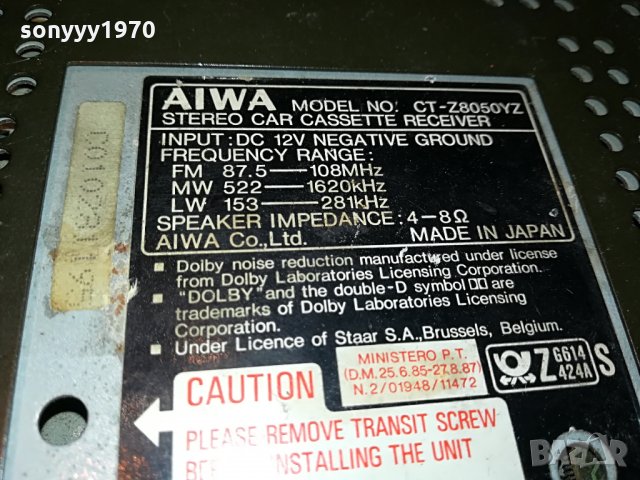 sonyyy1970
AIWA MODEL NO. CT-Z8050YZ
STEREO CAR CASSETTE RECEIVER
INPUT: DC 12V NEGATIVE GROUND
FREQUENCY RANGE:
FM 87.5—108MHz
MW 522—1620kHz
LW 153—281kHz
SPEAKER IMPEDANCE: 4-8Ω
AIWA Co., Ltd. MADE IN JAPAN
■ Dolby noise reduction manufactured under license
from Dolby Laboratories Licensing Corporation.
■ "DOLBY" and the double-D symbol are
trademarks of Dolby Laboratories Licensing
Corporation.
■ Under Licence of Staar S.A., Brussels, Belgium.
MINISTERO P.T.
(D.M. 25.6.85-27.8.87)
N. 2/01948/11472
Z G614 S
424A
CAUTION
PLEASE REMOVE TRANSIT SCREW
INSTALLING THE UNIT
BAZAR